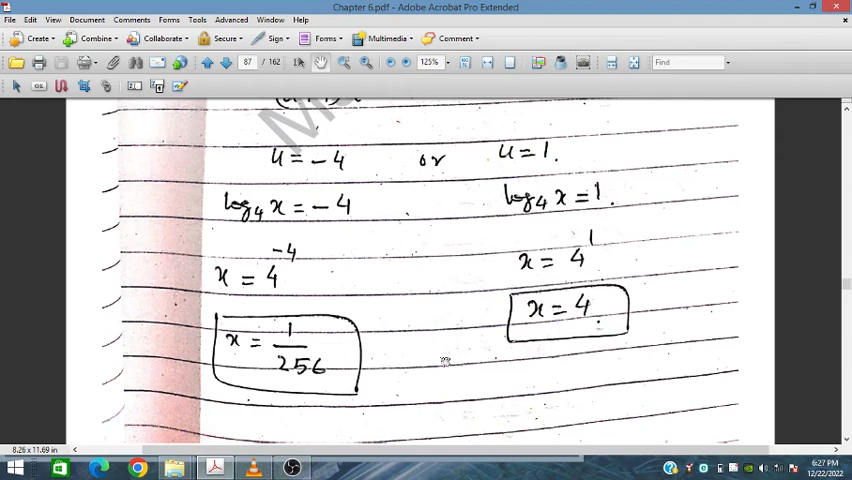 Chapter 6.pdf - Adobe Acrobat Pro Extended
File Edit View Document Comments Forms Tools Advanced Window Help
Create Combine Collaborate Secure Sign Forms Multimedia Comment
87 / 162 125% Find
u = -4 or u = 1.
log₄ x = -4 log₄ x = 1.
x = 4⁻⁴ x = 4¹
x = 1/256 x = 4.
8.26 x 11.69 in
6:27 PM
12/22/2022